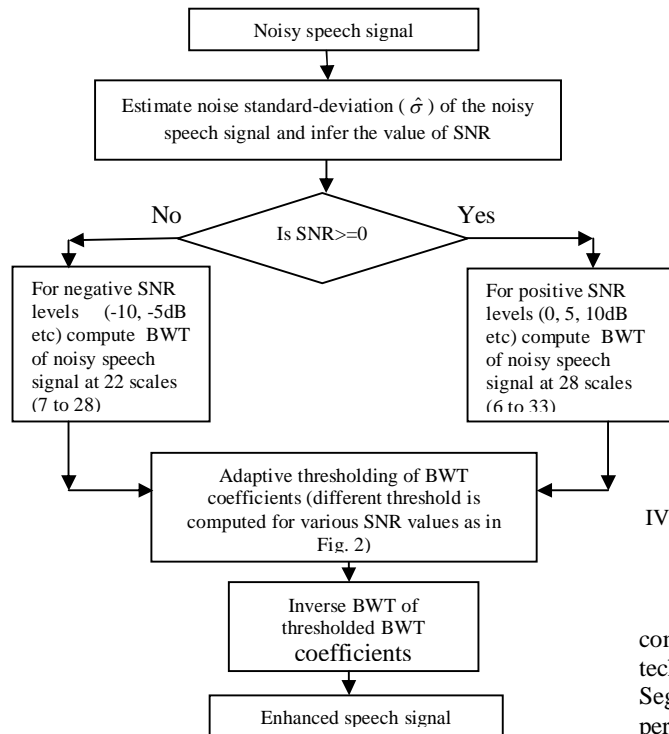 Noisy speech signal
Estimate noise standard-deviation ( σ̂ ) of the noisy
speech signal and infer the value of SNR
No
Yes
Is SNR>=0
For negative SNR
levels (-10, -5dB
etc) compute BWT
of noisy speech
signal at 22 scales
(7 to 28)
For positive SNR
levels (0, 5, 10dB
etc) compute BWT
of noisy speech
signal at 28 scales
(6 to 33)
Adaptive thresholding of BWT
coefficients (different threshold is
computed for various SNR values as in
Fig. 2)
Inverse BWT of
thresholded BWT
coefficients
Enhanced speech signal
IV
tech
Seg
per